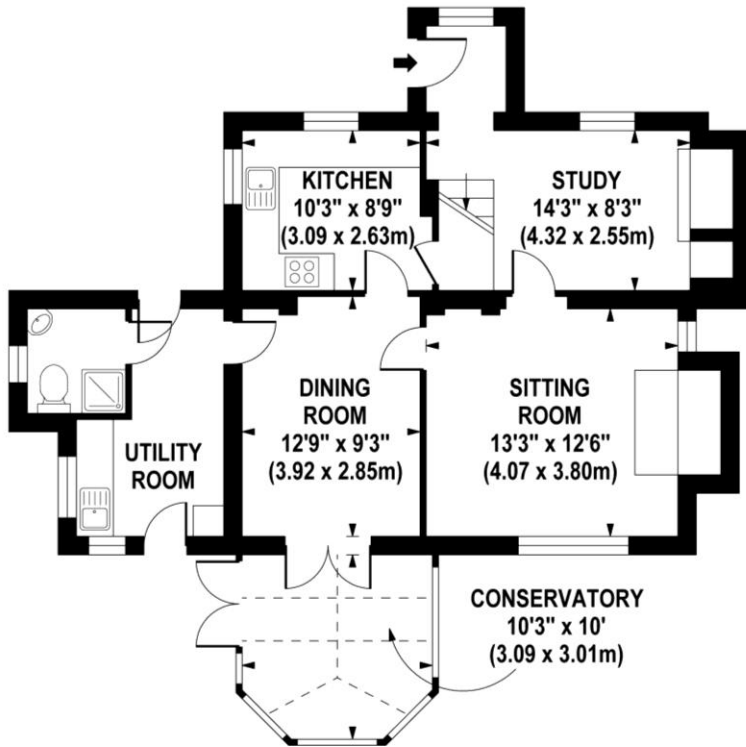 KITCHEN
10'3" x 8'9"
(3.09 x 2.63m)
STUDY
14'3" x 8'3"
(4.32 x 2.55m)
DINING
ROOM
12'9" x 9'3"
(3.92 x 2.85m)
SITTING
ROOM
13'3" x 12'6"
(4.07 x 3.80m)
UTILITY
ROOM
CONSERVATORY
10'3" x 10'
(3.09 x 3.01m)